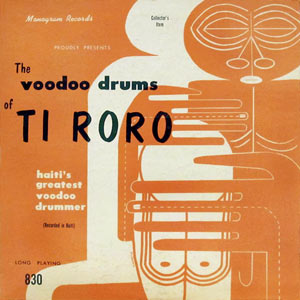 Monogram Records
Collector's
Item
PROUDLY PRESENTS
The
voodoo drums
of
TI RORO
haiti's
greatest
voodoo
drummer
(Recorded in Haiti)
LONG PLAYING
830